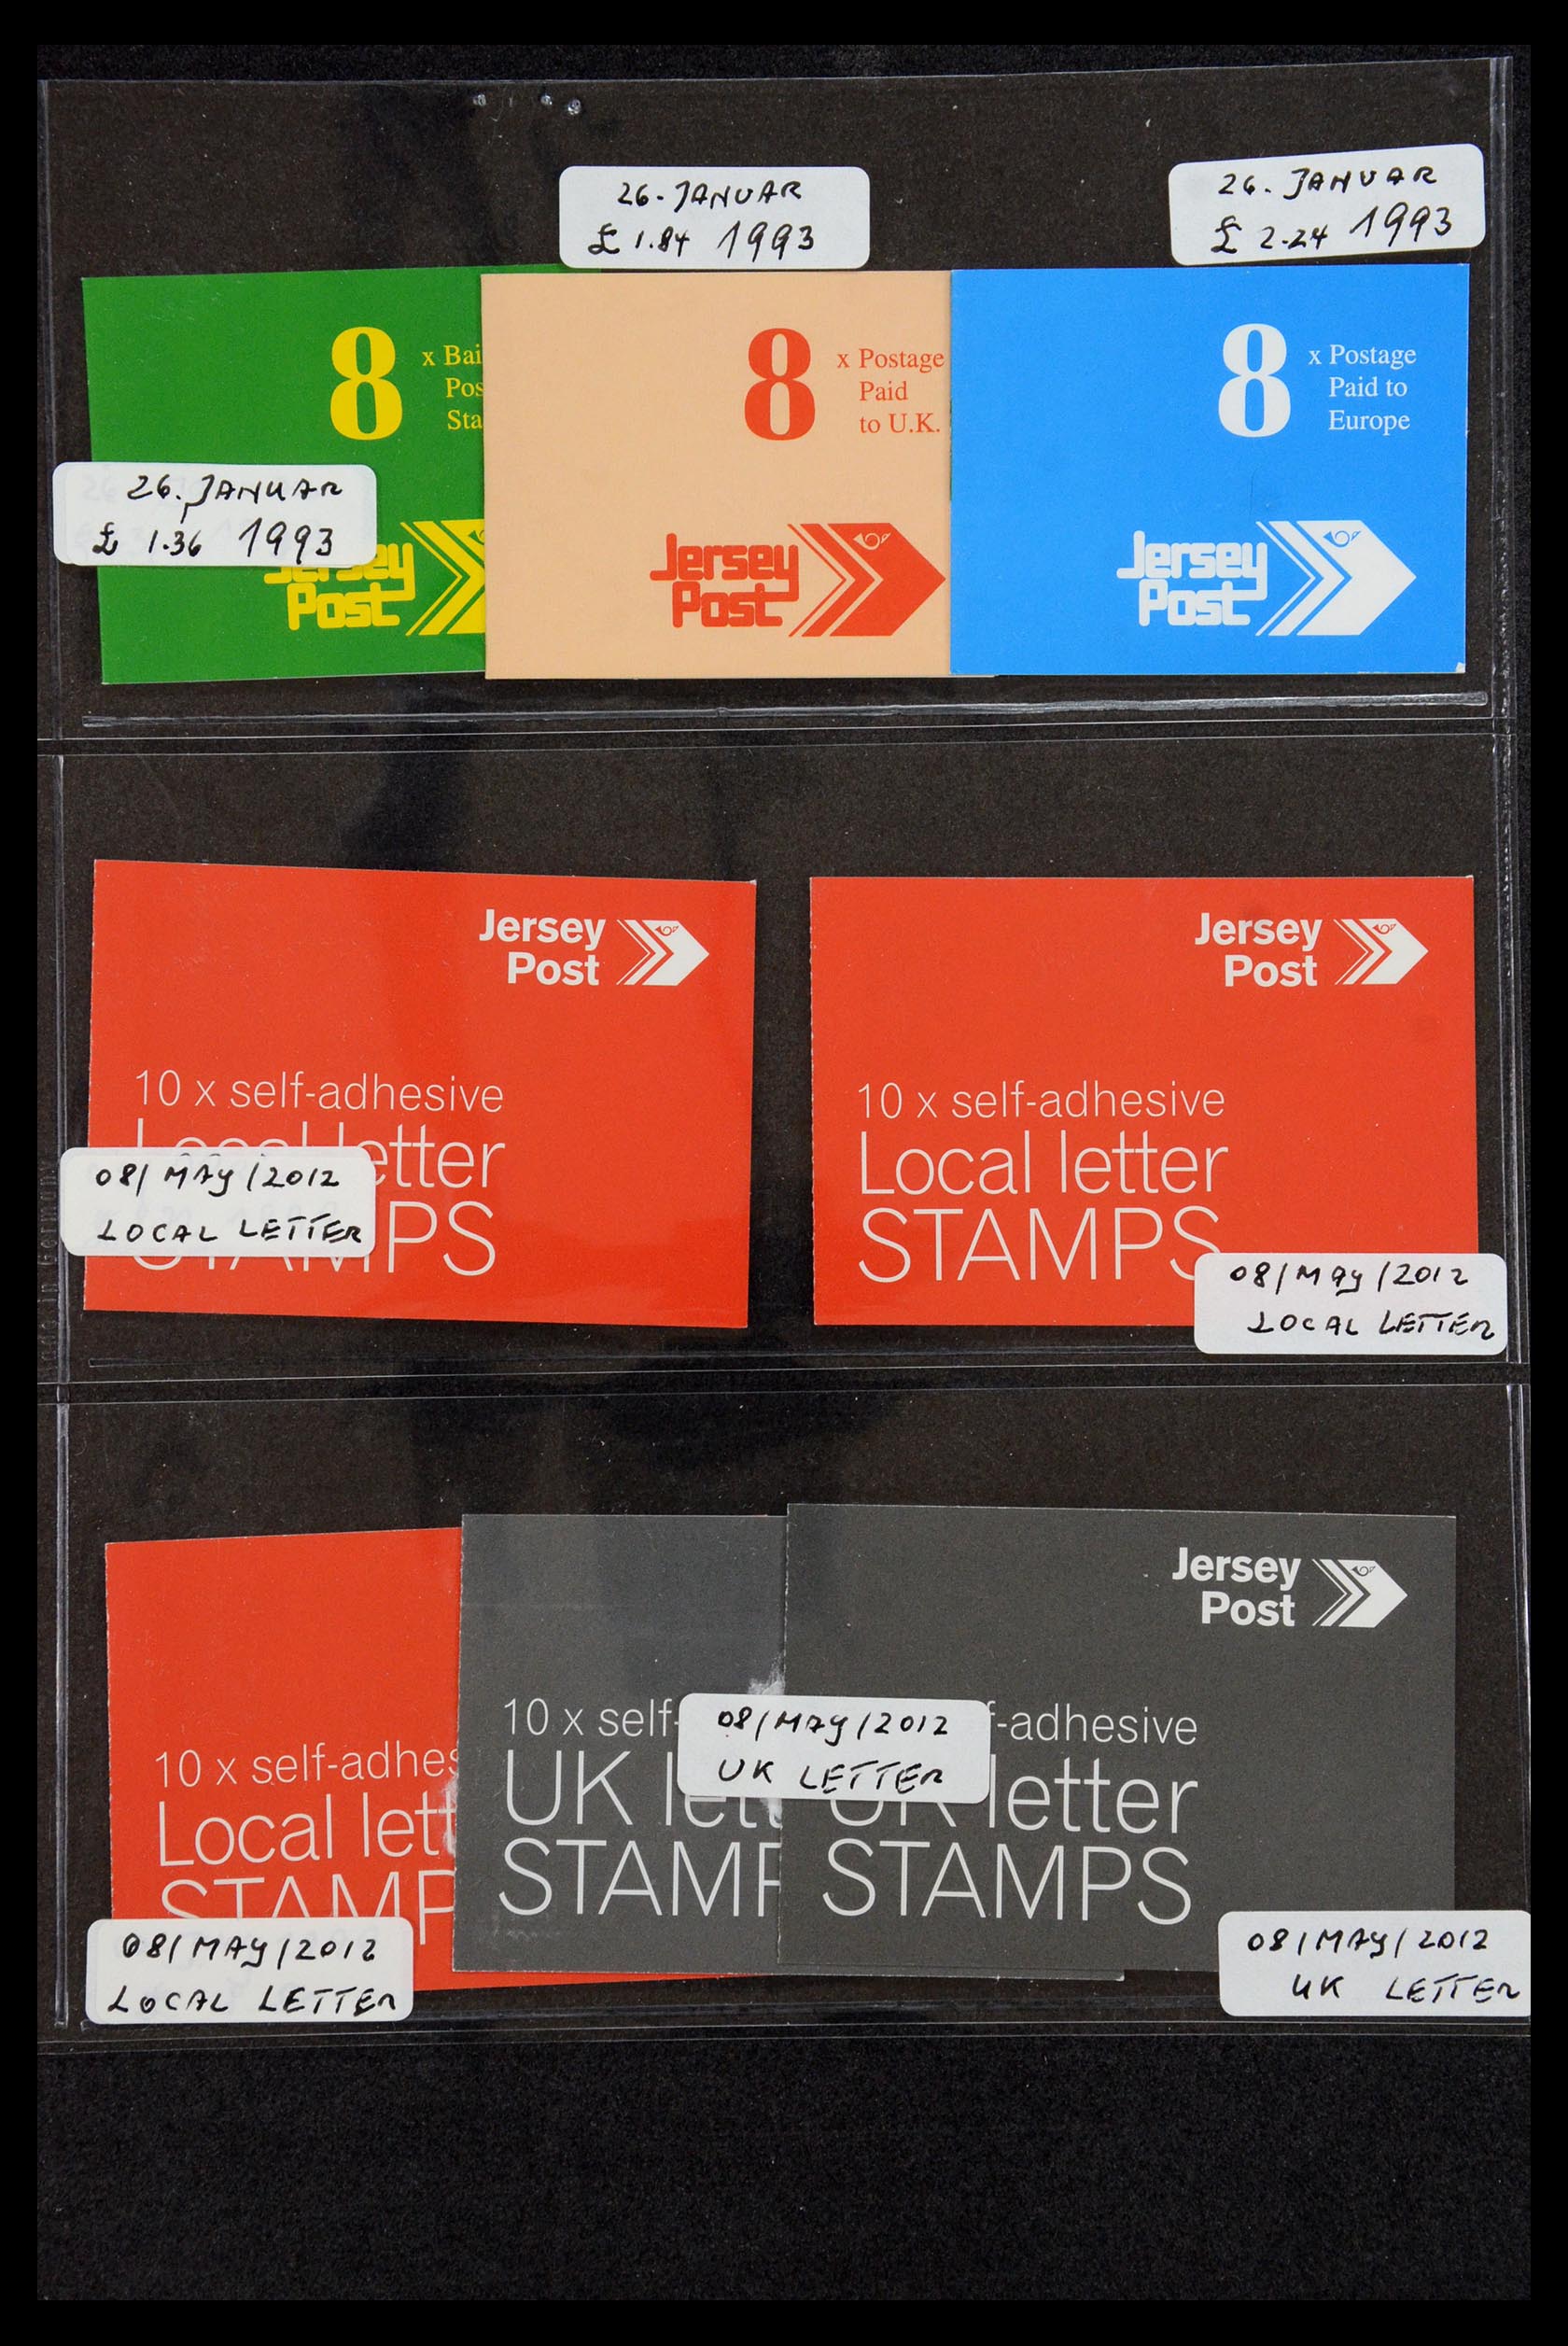 26. JANUAR
£ 1.84 1993
26. JANUAR
£ 2.24 1993
8
x Bai
Pos
Sta
26. JANUAR
£ 1.36 1993
Jersey
Post
8
x Postage
Paid
to U.K.
Jersey
Post
8
x Postage
Paid to
Europe
Jersey
Post
Jersey
Post
10 x self-adhesive
Local letter
STAMPS
08/MAY/2012
LOCAL LETTER
Jersey
Post
10 x self-adhesive
Local letter
STAMPS
08/MAY/2012
LOCAL LETTER
10 x self-adhes
Local lett
STAMP
08/MAY/2012
LOCAL LETTER
10 x self-
UK lett
STAMP
08/MAY/2012
UK LETTER
Jersey
Post
f-adhesive
UK letter
STAMPS
08/MAY/2012
UK LETTER